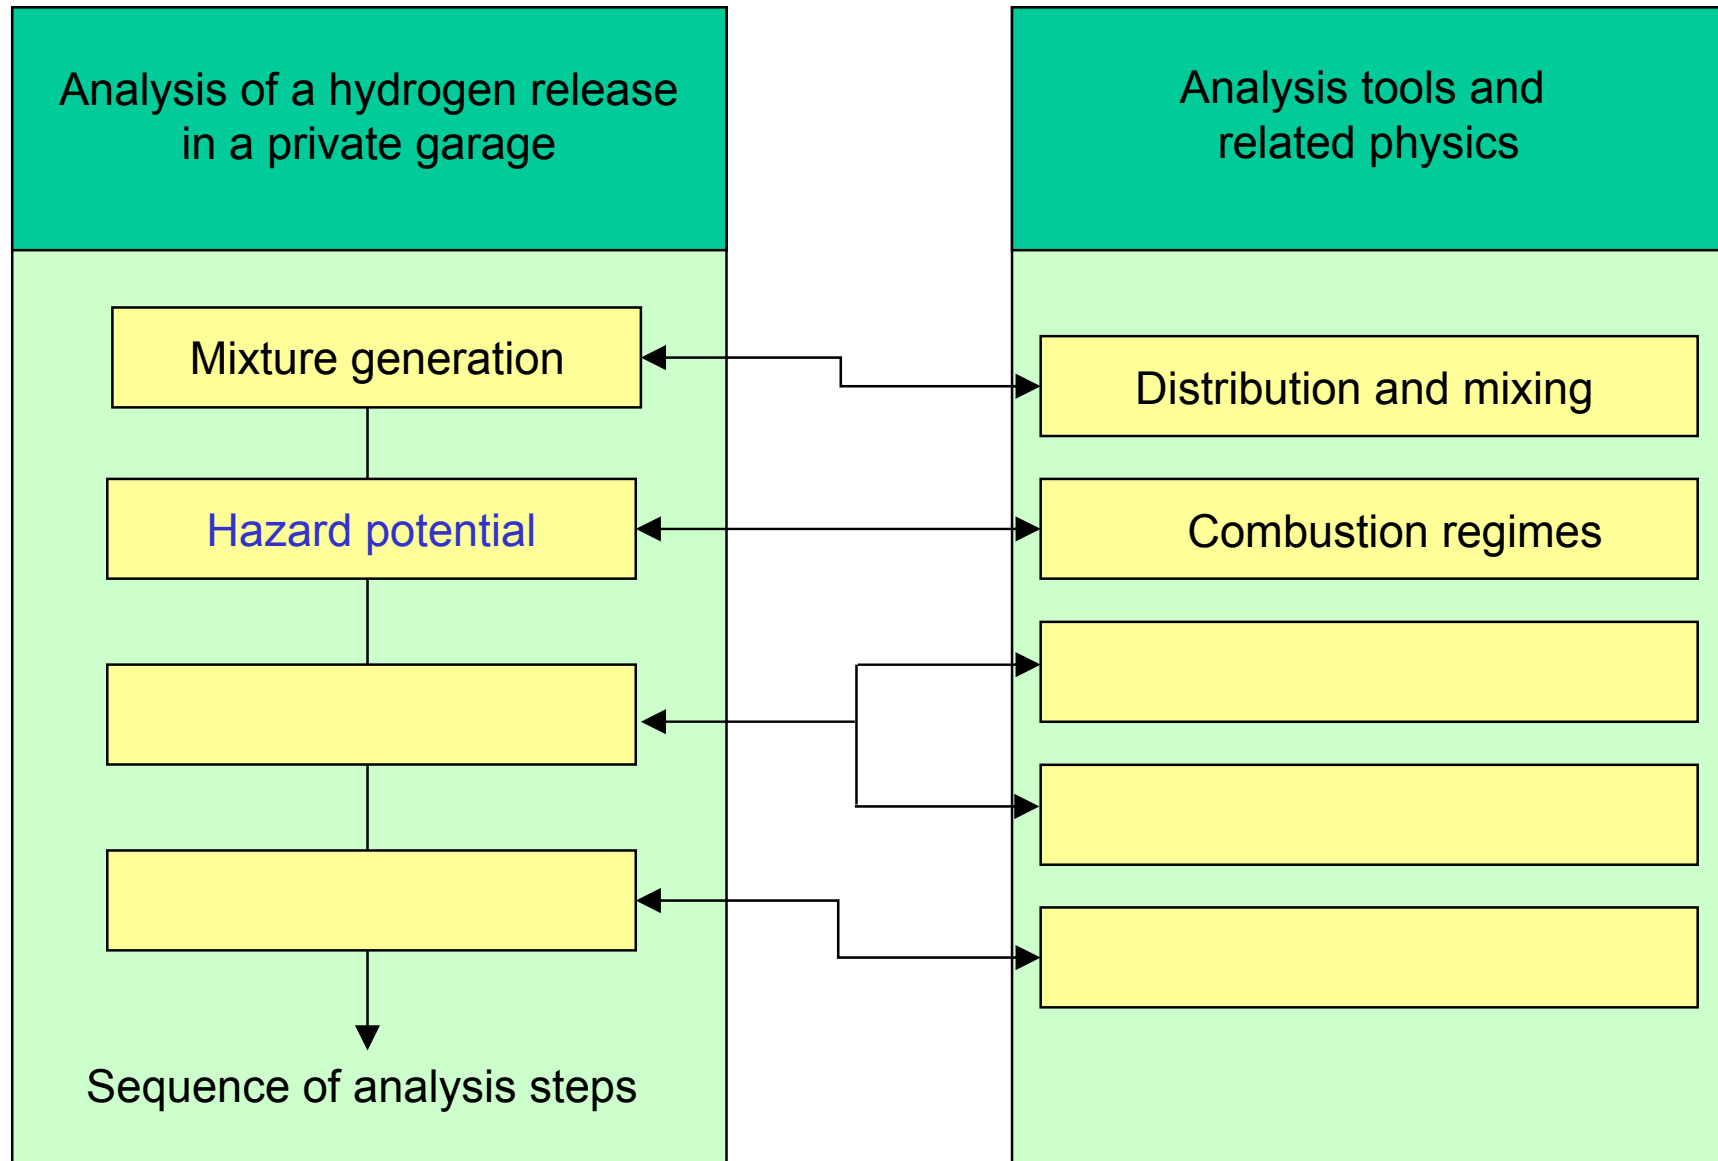 Analysis of a hydrogen release
in a private garage
Mixture generation
Hazard potential
Sequence of analysis steps
Analysis tools and
related physics
Distribution and mixing
Combustion regimes